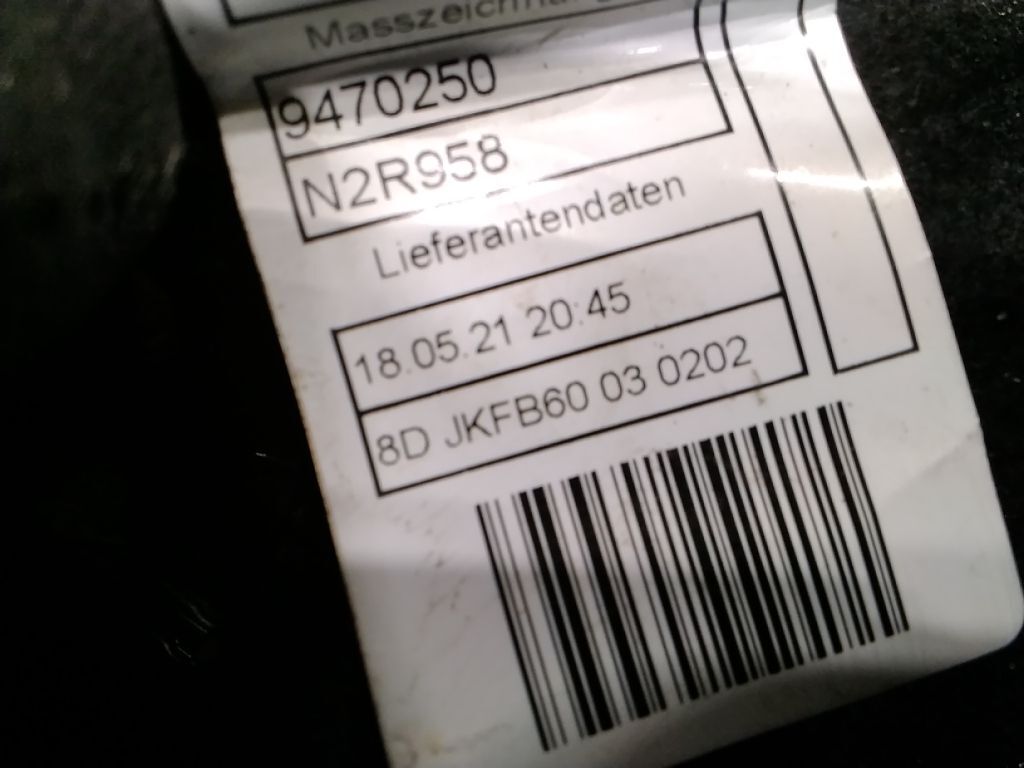 9470250
N2R958
Lieferantendaten
18.05.21 20:45
8D JKFB60 03 0202